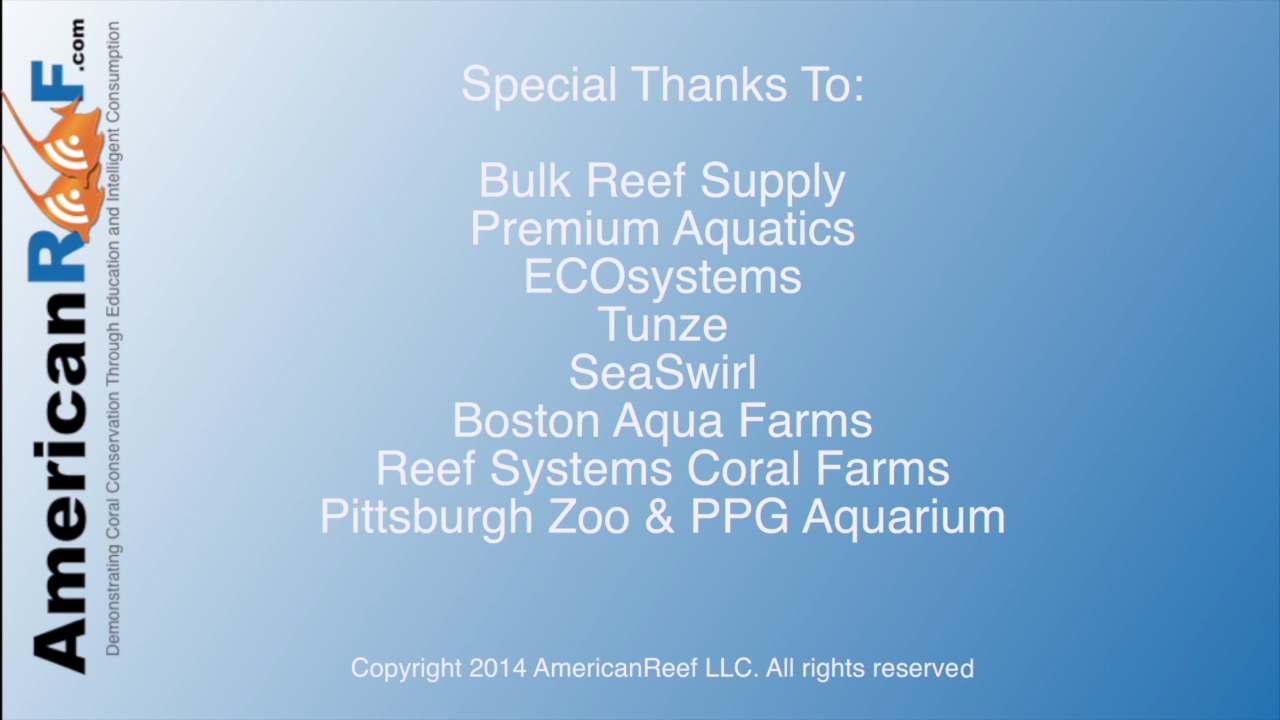 AmericanReeF.com
Demonstrating Coral Conservation Through Education and Intelligent Consumption
Special Thanks To:
Bulk Reef Supply
Premium Aquatics
ECOsystems
Tunze
SeaSwirl
Boston Aqua Farms
Reef Systems Coral Farms
Pittsburgh Zoo & PPG Aquarium
Copyright 2014 AmericanReef LLC. All rights reserved